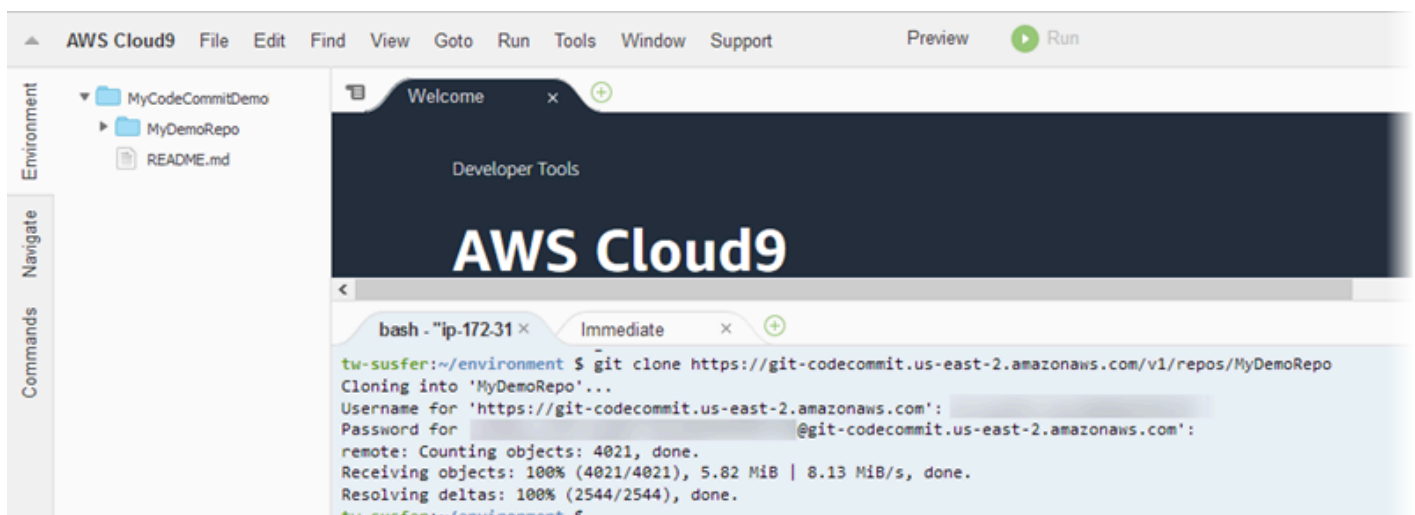 AWS Cloud9 File Edit Find View Goto Run Tools Window Support Preview Run
Environment
Navigate
Commands
MyCodeCommitDemo
MyDemoRepo
README.md
Welcome
Developer Tools
AWS Cloud9
bash - "ip-172-31 Immediate
tw-susfer:~/environment $ git clone https://git-codecommit.us-east-2.amazonaws.com/v1/repos/MyDemoRepo
Cloning into 'MyDemoRepo'...
Username for 'https://git-codecommit.us-east-2.amazonaws.com':
Password for @git-codecommit.us-east-2.amazonaws.com':
remote: Counting objects: 4021, done.
Receiving objects: 100% (4021/4021), 5.82 MiB | 8.13 MiB/s, done.
Resolving deltas: 100% (2544/2544), done.
tw-susfer:~/environment $